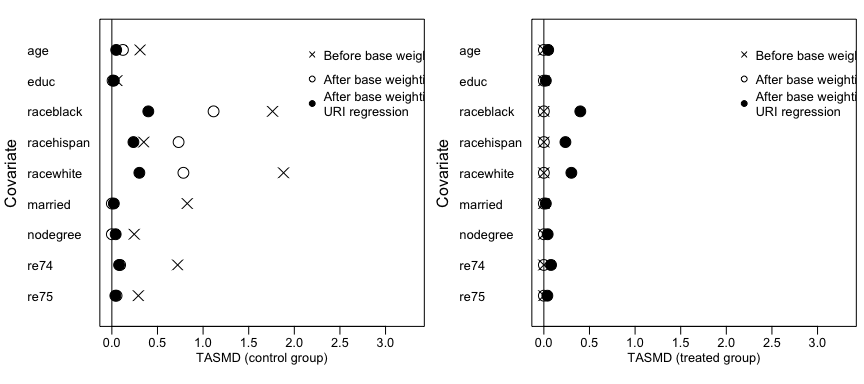 Covariate
age
educ
raceblack
racehispan
racewhite
married
nodegree
re74
re75
Before base weigl
After base weighti
After base weighti
URI regression
0.0 0.5 1.0 1.5 2.0 2.5 3.0
TASMD (control group)
Covariate
age
educ
raceblack
racehispan
racewhite
married
nodegree
re74
re75
Before base weigl
After base weighti
After base weighti
URI regression
0.0 0.5 1.0 1.5 2.0 2.5 3.0
TASMD (treated group)